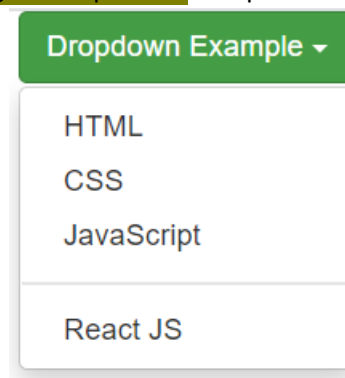 Dropdown Example
HTML
CSS
JavaScript
React JS